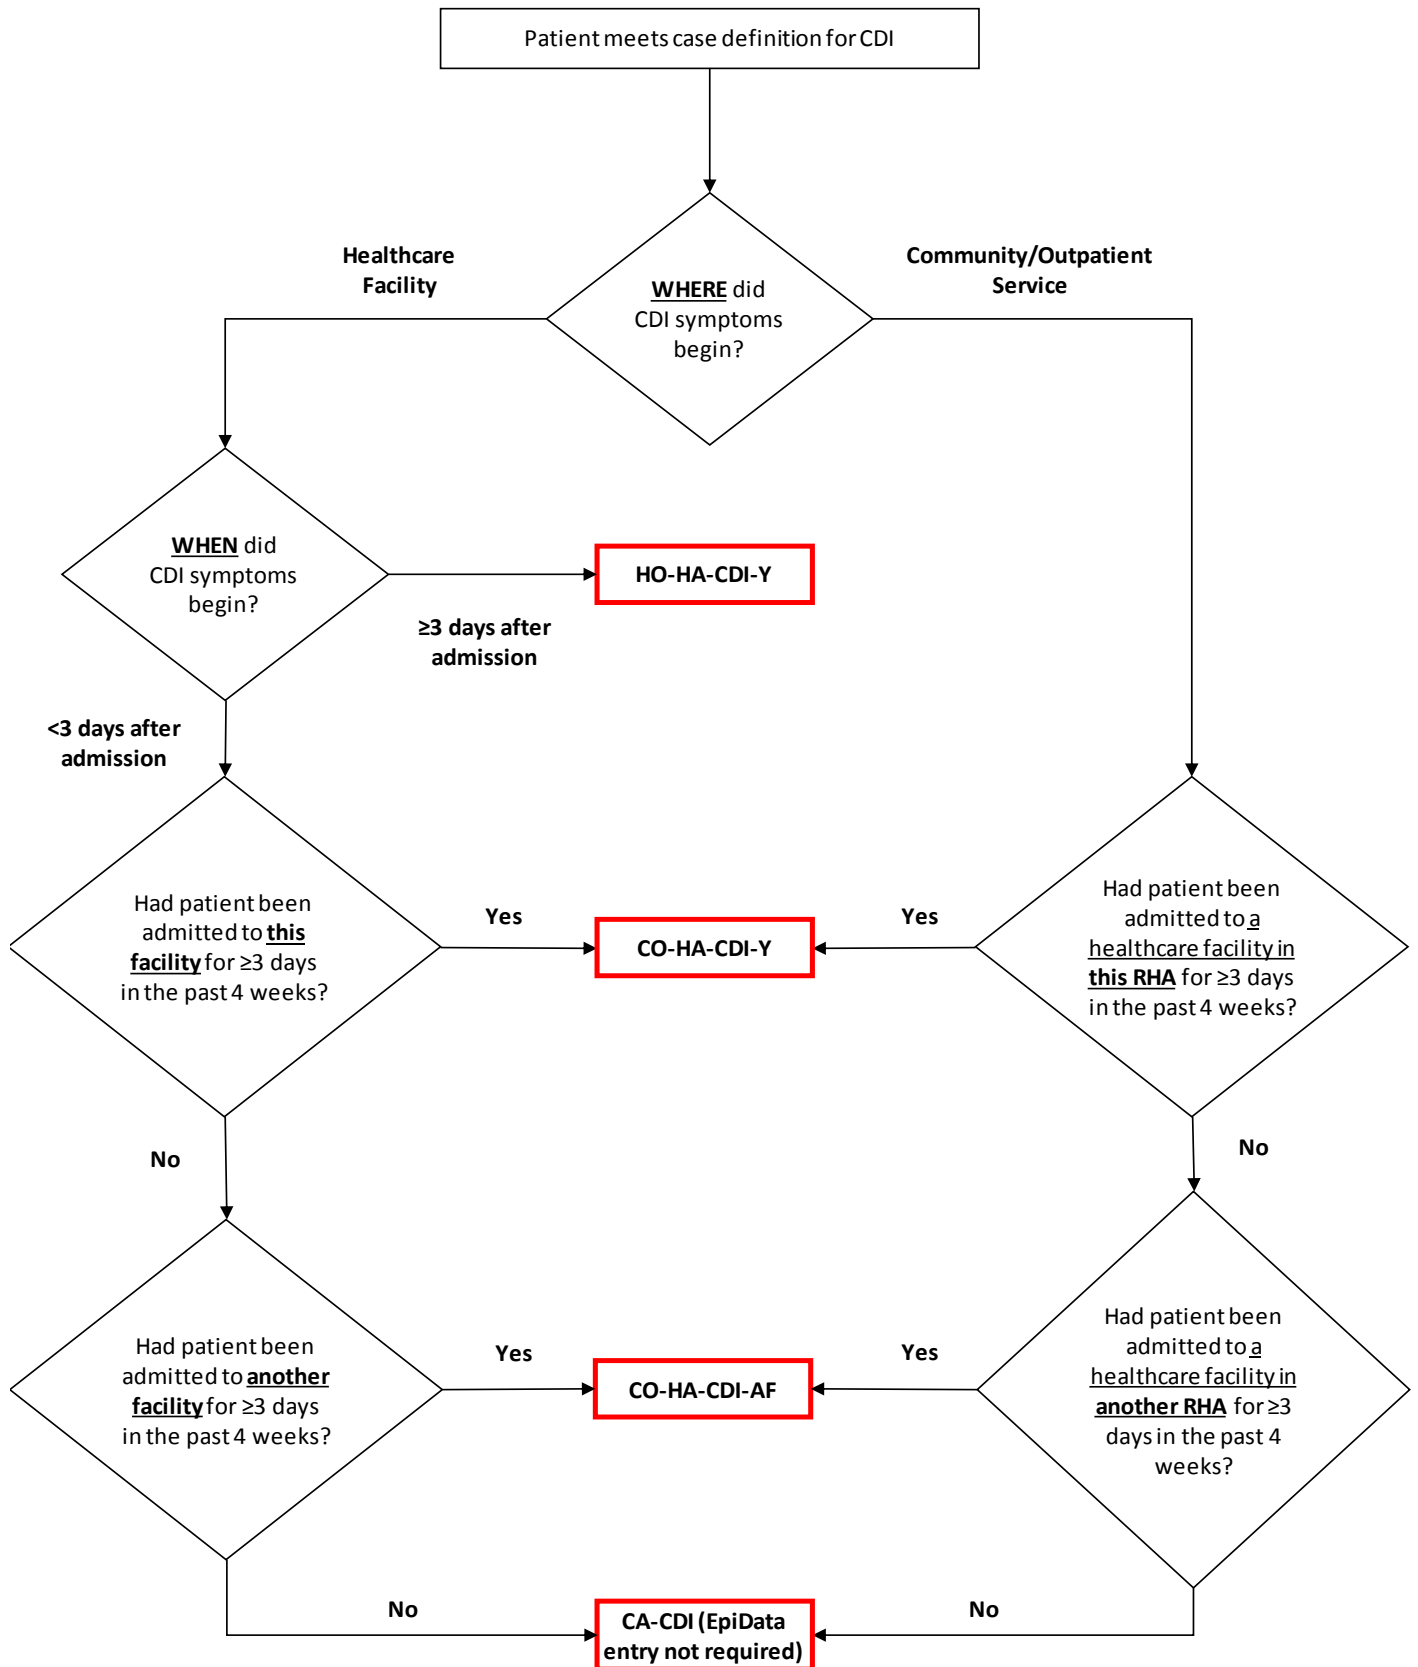 Patient meets case definition for CDI
Healthcare
Facility
Community/Outpatient
Service
WHERE did
CDI symptoms
begin?
WHEN did
CDI symptoms
begin?
HO-HA-CDI-Y
≥3 days after
admission
<3 days after
admission
Had patient been
admitted to this
facility for ≥3 days
in the past 4 weeks?
Yes
CO-HA-CDI-Y
Yes
Had patient been
admitted to a
healthcare facility in
this RHA for ≥3 days
in the past 4 weeks?
No
No
Had patient been
admitted to another
facility for ≥3 days
in the past 4 weeks?
Yes
CO-HA-CDI-AF
Yes
Had patient been
admitted to a
healthcare facility in
another RHA for ≥3
days in the past 4
weeks?
No
CA-CDI (EpiData
entry not required)
No